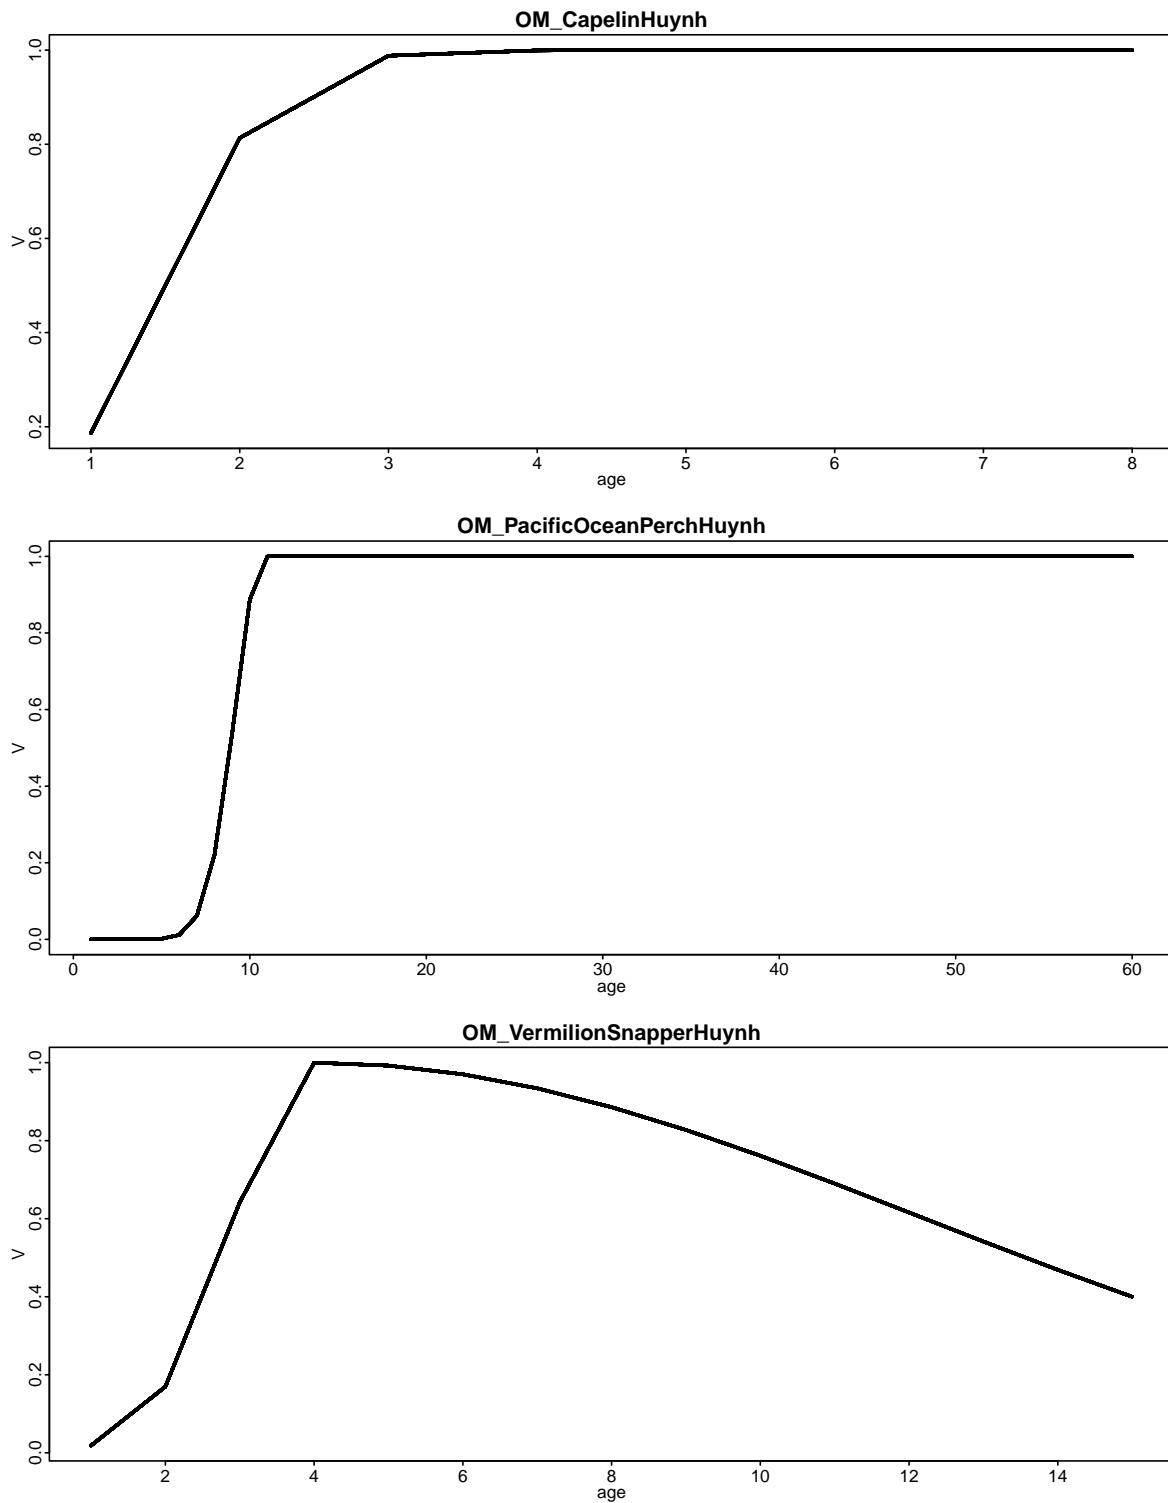 OM_CapelinHuynh
1.0
0.8
0.6
0.4
0.2
V
1 2 3 4 5 6 7 8
age
OM_PacificOceanPerchHuynh
1.0
0.8
0.6
0.4
0.2
0.0
V
0 10 20 30 40 50 60
age
OM_VermilionSnapperHuynh
1.0
0.8
0.6
0.4
0.2
0.0
V
2 4 6 8 10 12 14
age